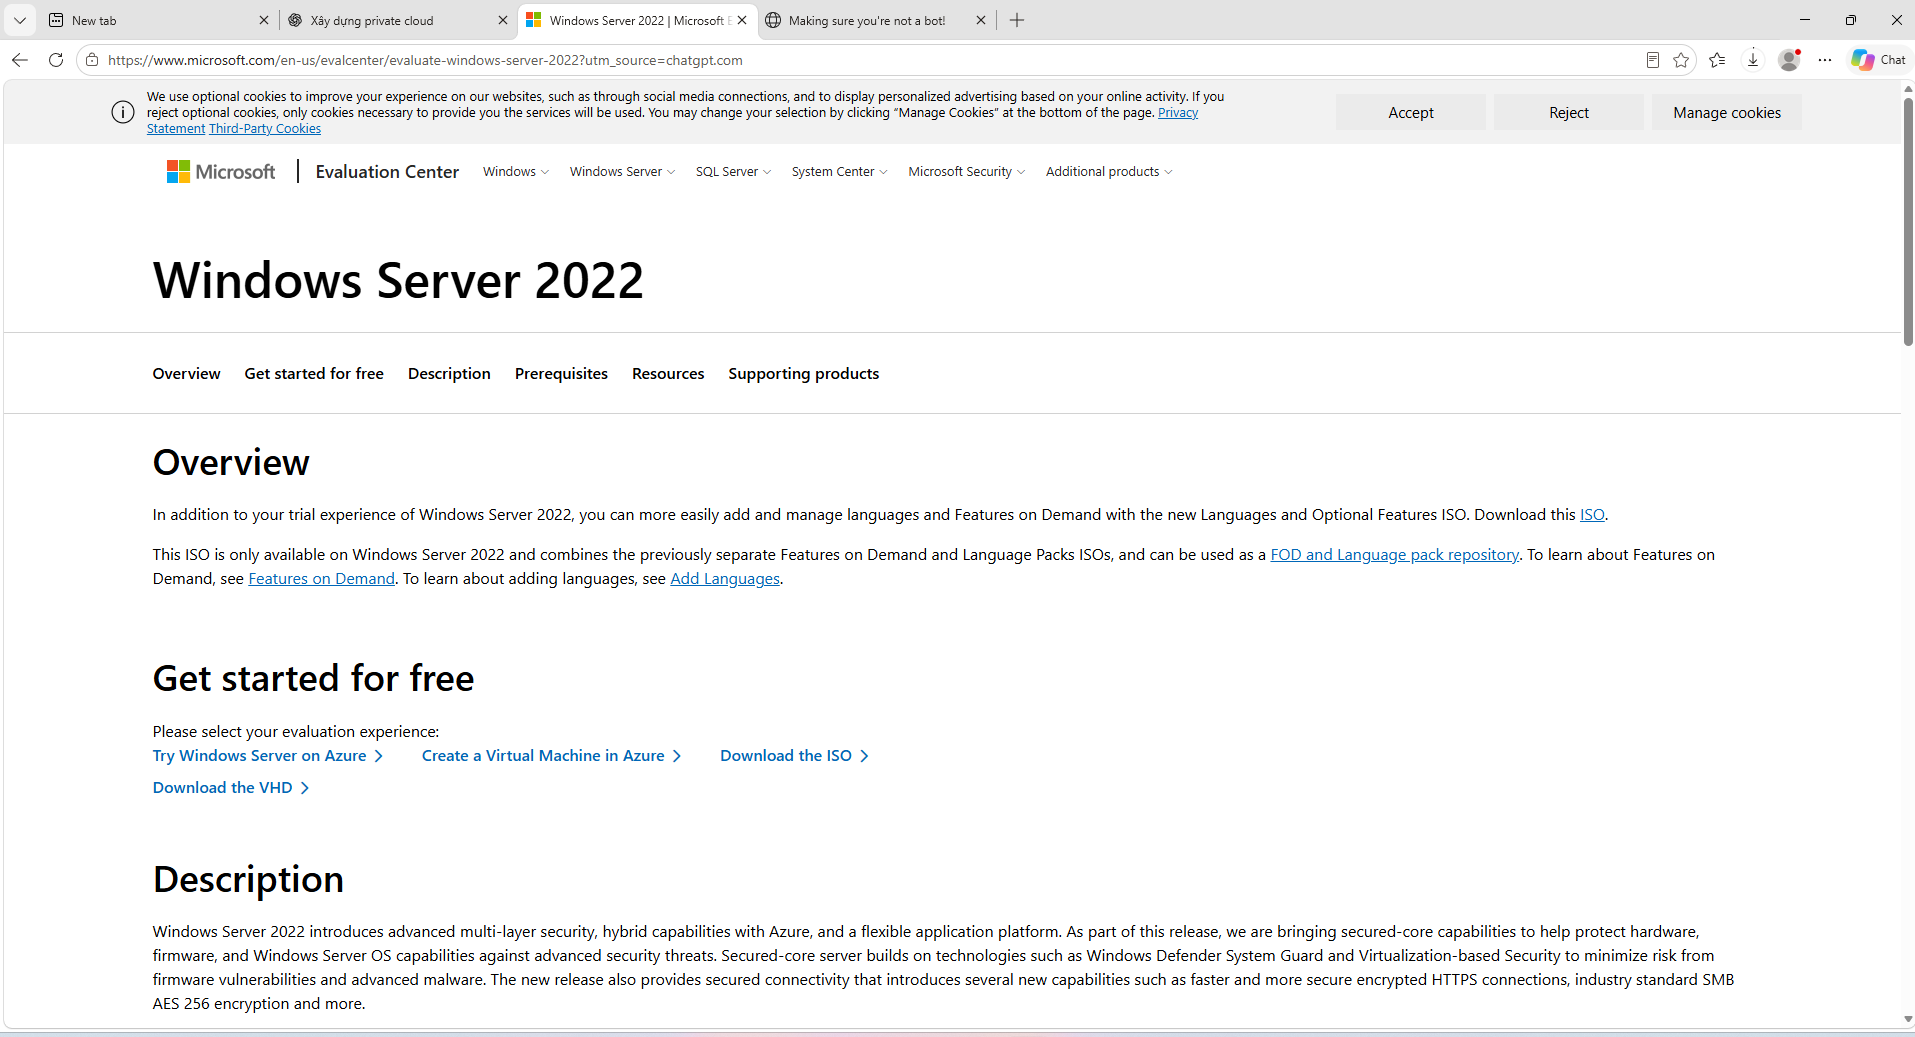 New tab
Xây dựng private cloud
Windows Server 2022 | Microsoft E
Making sure you're not a bot!
https://www.microsoft.com/en-us/evalcenter/evaluate-windows-server-2022?utm_source=chatgpt.com
Chat
We use optional cookies to improve your experience on our websites, such as through social media connections, and to display personalized advertising based on your online activity. If you
reject optional cookies, only cookies necessary to provide you the services will be used. You may change your selection by clicking “Manage Cookies” at the bottom of the page. Privacy
Statement Third-Party Cookies
Accept
Reject
Manage cookies
Microsoft
Evaluation Center
Windows
Windows Server
SQL Server
System Center
Microsoft Security
Additional products
Windows Server 2022
Overview
Get started for free
Description
Prerequisites
Resources
Supporting products
Overview
In addition to your trial experience of Windows Server 2022, you can more easily add and manage languages and Features on Demand with the new Languages and Optional Features ISO. Download this ISO.
This ISO is only available on Windows Server 2022 and combines the previously separate Features on Demand and Language Packs ISOs, and can be used as a FOD and Language pack repository. To learn about Features on
Demand, see Features on Demand. To learn about adding languages, see Add Languages.
Get started for free
Please select your evaluation experience:
Try Windows Server on Azure
Create a Virtual Machine in Azure
Download the ISO
Download the VHD
Description
Windows Server 2022 introduces advanced multi-layer security, hybrid capabilities with Azure, and a flexible application platform. As part of this release, we are bringing secured-core capabilities to help protect hardware,
firmware, and Windows Server OS capabilities against advanced security threats. Secured-core server builds on technologies such as Windows Defender System Guard and Virtualization-based Security to minimize risk from
firmware vulnerabilities and advanced malware. The new release also provides secured connectivity that introduces several new capabilities such as faster and more secure encrypted HTTPS connections, industry standard SMB
AES 256 encryption and more.